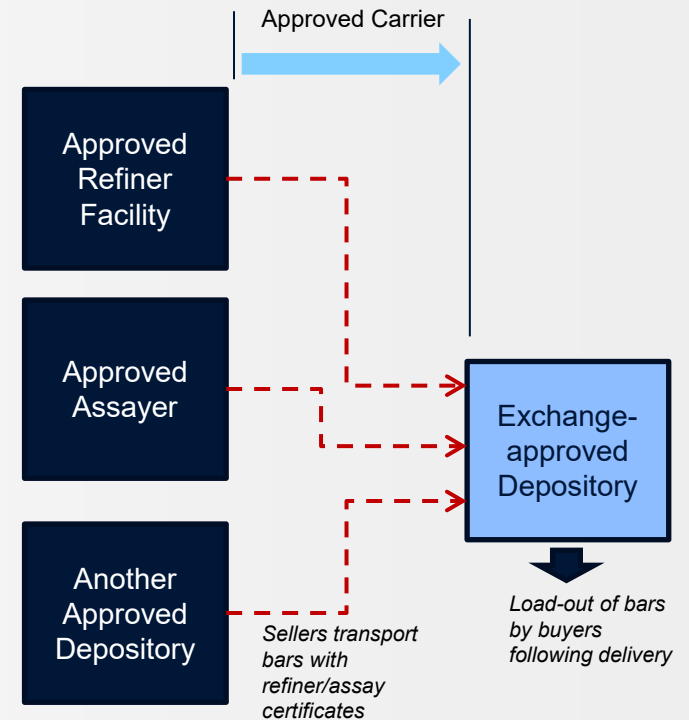 Approved Carrier
Approved
Refiner
Facility
Approved
Assayer
Exchange-
approved
Depository
Another
Approved
Depository
Sellers transport
bars with
refiner/assay
certificates
Load-out of bars
by buyers
following delivery